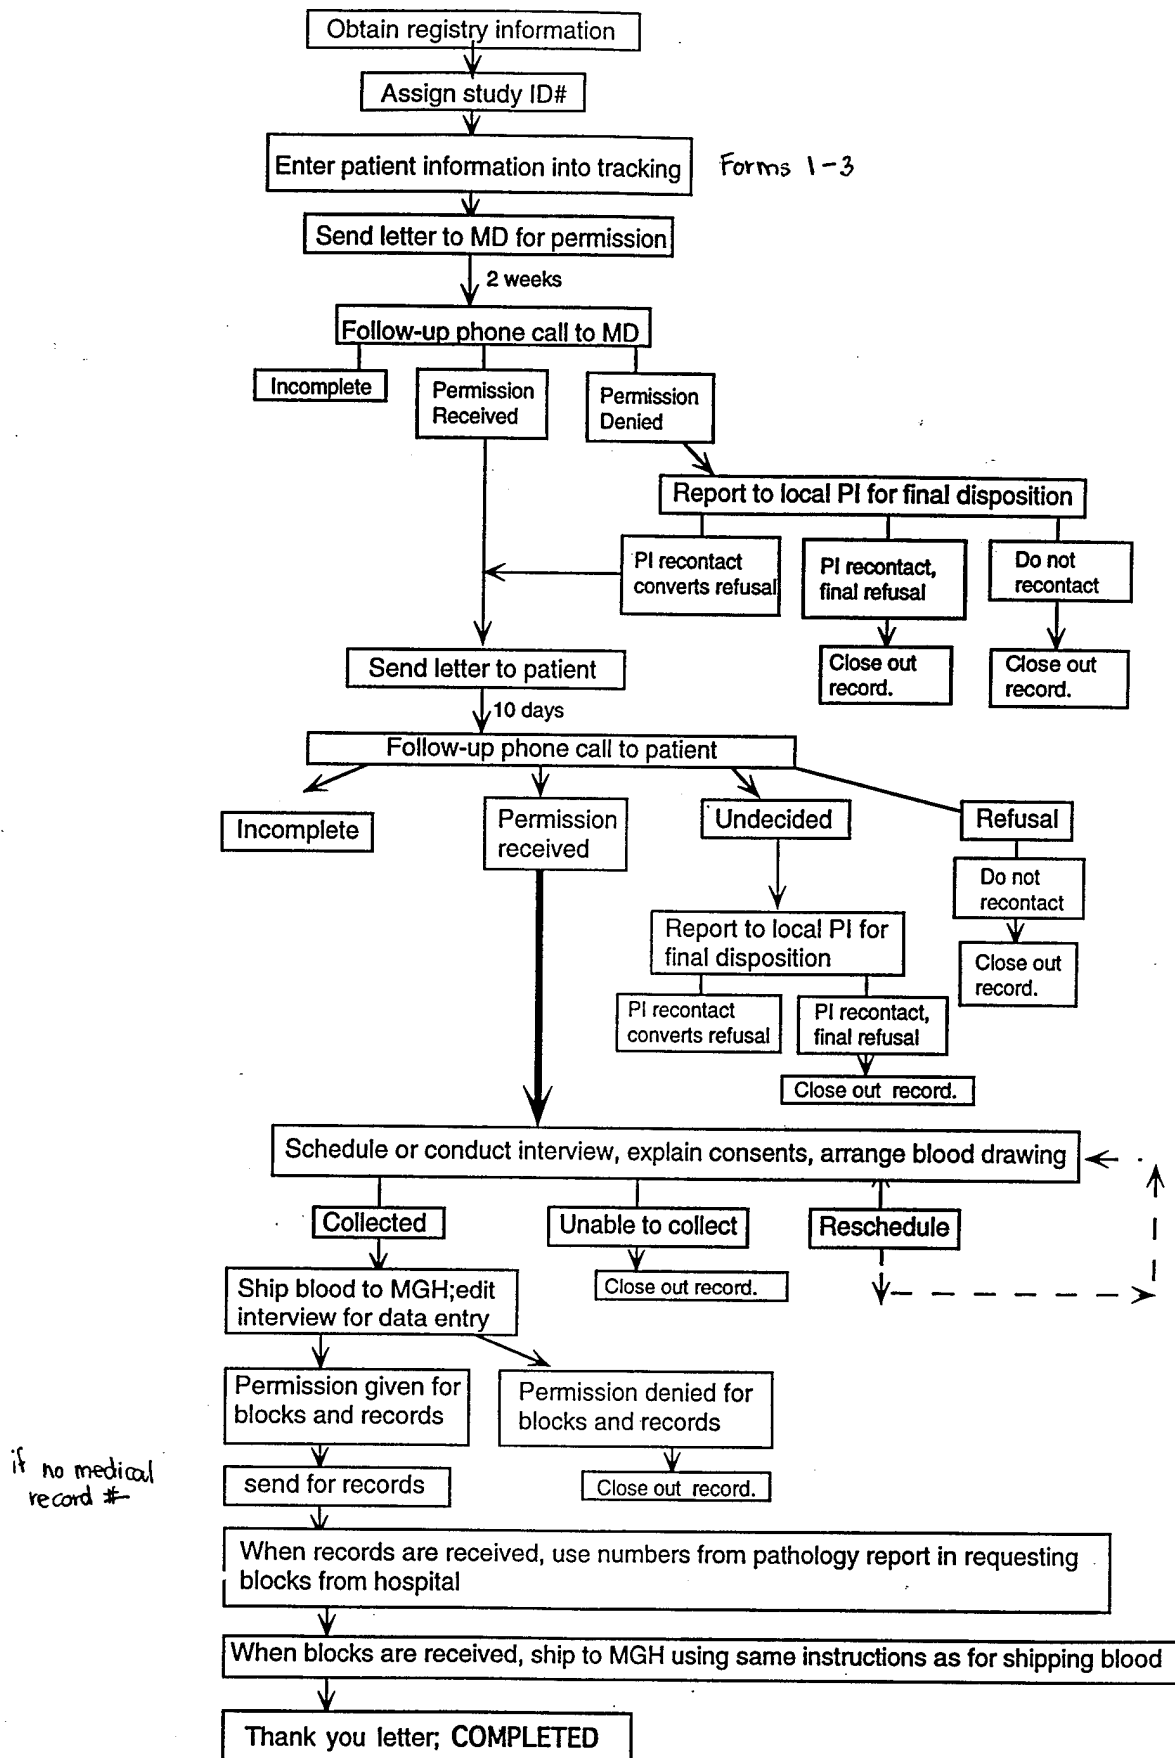 Obtain registry information
Assign study ID#
Enter patient information into tracking
Forms 1-3
Send letter to MD for permission
2 weeks
Follow-up phone call to MD
Incomplete
Permission
Received
Permission
Denied
Report to local PI for final disposition
PI recontact
converts refusal
PI recontact,
final refusal
Do not
recontact
Close out
record.
Close out
record.
Send letter to patient
10 days
Follow-up phone call to patient
Incomplete
Permission
received
Undecided
Refusal
Do not
recontact
Close out
record.
Report to local PI for
final disposition
PI recontact
converts refusal
PI recontact,
final refusal
Close out record.
Schedule or conduct interview, explain consents, arrange blood drawing
Collected
Unable to collect
Reschedule
Close out record.
Ship blood to MGH;edit
interview for data entry
Permission given for
blocks and records
Permission denied for
blocks and records
if no medical
record #
send for records
Close out record.
When records are received, use numbers from pathology report in requesting
blocks from hospital
When blocks are received, ship to MGH using same instructions as for shipping blood
Thank you letter; COMPLETED